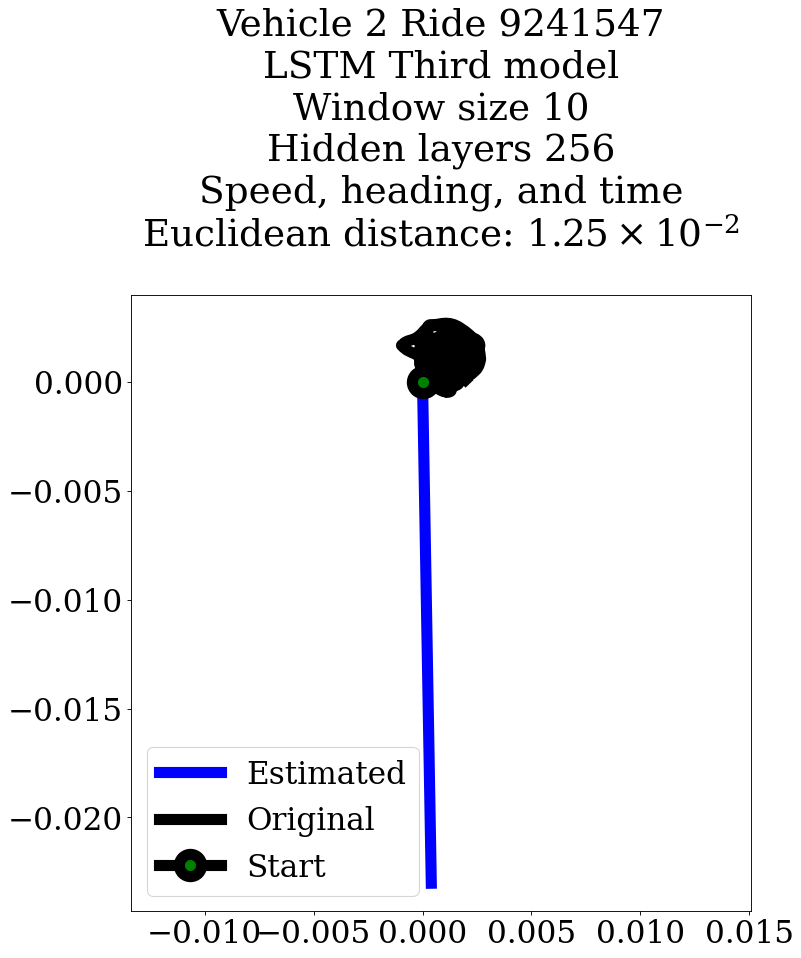 Vehicle 2 Ride 9241547
LSTM Third model
Window size 10
Hidden layers 256
Speed, heading, and time
Euclidean distance: 1.25 × 10⁻²
0.000
−0.005
−0.010
−0.015
−0.020
Estimated
Original
Start
−0.010 −0.005 0.000 0.005 0.010 0.015